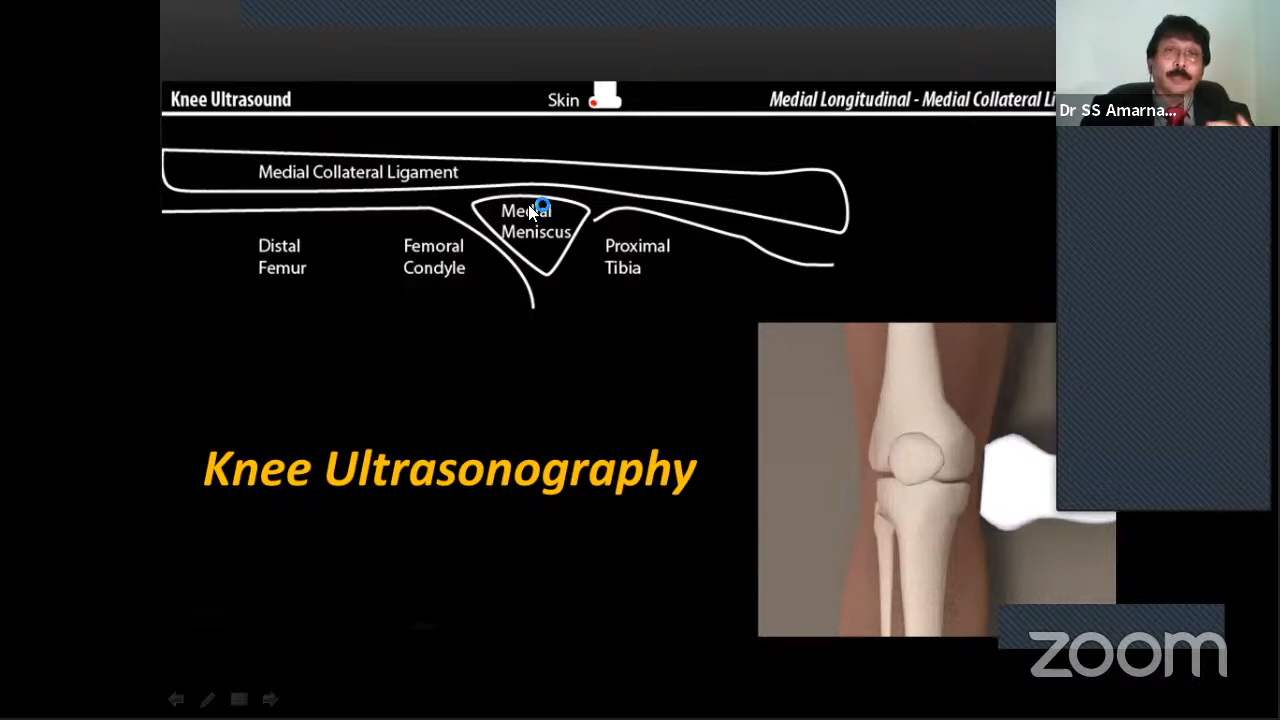 Knee Ultrasound
Skin
Medial Longitudinal - Medial Collateral Li
Dr SS Amarna...
Medial Collateral Ligament
Medial
Meniscus
Distal
Femur
Femoral
Condyle
Proximal
Tibia
Knee Ultrasonography
zoom